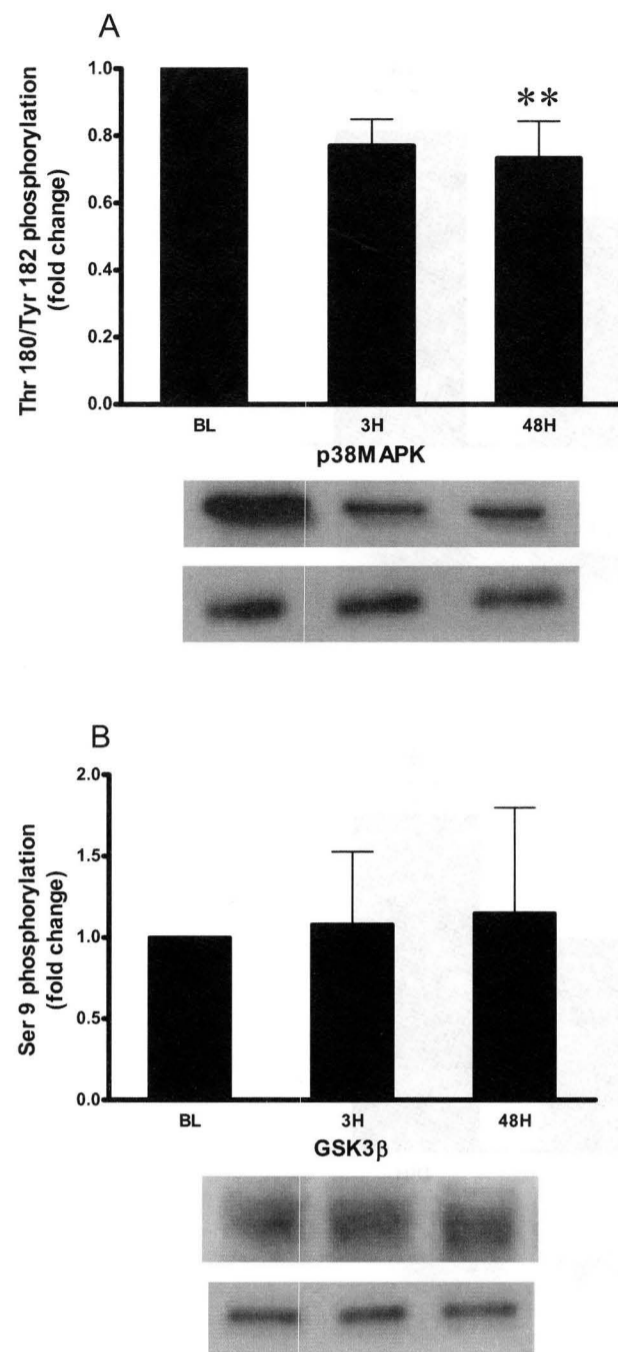 A
Thr 180/Tyr 182 phosphorylation
(fold change)
1.0
0.8
0.6
0.4
0.2
0.0
**
BL 3H 48H
p38MAPK
B
Ser 9 phosphorylation
(fold change)
2.0
1.5
1.0
0.5
0.0
BL 3H 48H
GSK3β